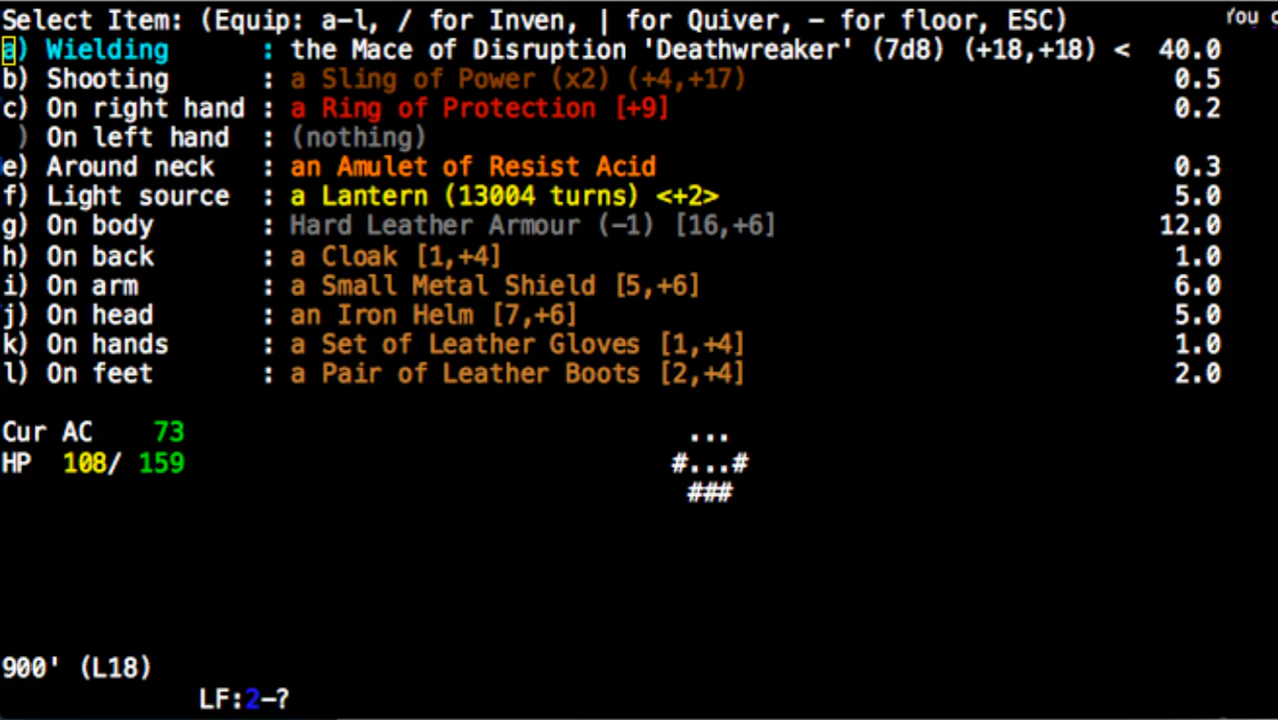 Select Item: (Equip: a-l, / for Inven, | for Quiver, - for floor, ESC) You
a) Wielding : the Mace of Disruption 'Deathwreaker' (7d8) (+18,+18) < 40.0
b) Shooting : a Sling of Power (x2) (+4,+17) 0.5
c) On right hand : a Ring of Protection [+9] 0.2
) On left hand : (nothing)
e) Around neck : an Amulet of Resist Acid 0.3
f) Light source : a Lantern (13004 turns) <+2> 5.0
g) On body : Hard Leather Armour (-1) [16,+6] 12.0
h) On back : a Cloak [1,+4] 1.0
i) On arm : a Small Metal Shield [5,+6] 6.0
j) On head : an Iron Helm [7,+6] 5.0
k) On hands : a Set of Leather Gloves [1,+4] 1.0
l) On feet : a Pair of Leather Boots [2,+4] 2.0
Cur AC 73 ...
HP 108/ 159 #...#
###
900' (L18)
LF:2-?